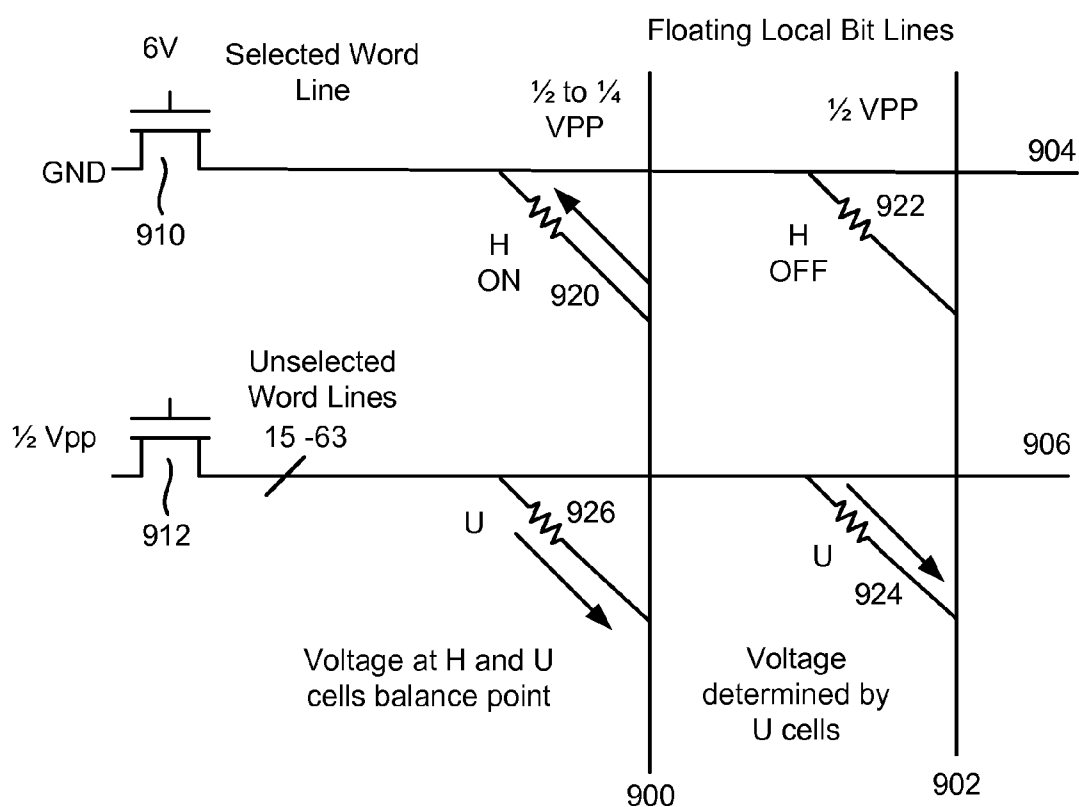 Floating Local Bit Lines
6V
Selected Word
Line
½ to ¼
VPP
½ VPP
904
GND
910
H
ON
920
922
H
OFF
Unselected
Word Lines
15 -63
½ Vpp
906
912
U
926
U
924
Voltage at H and U
cells balance point
Voltage
determined by
U cells
900
902